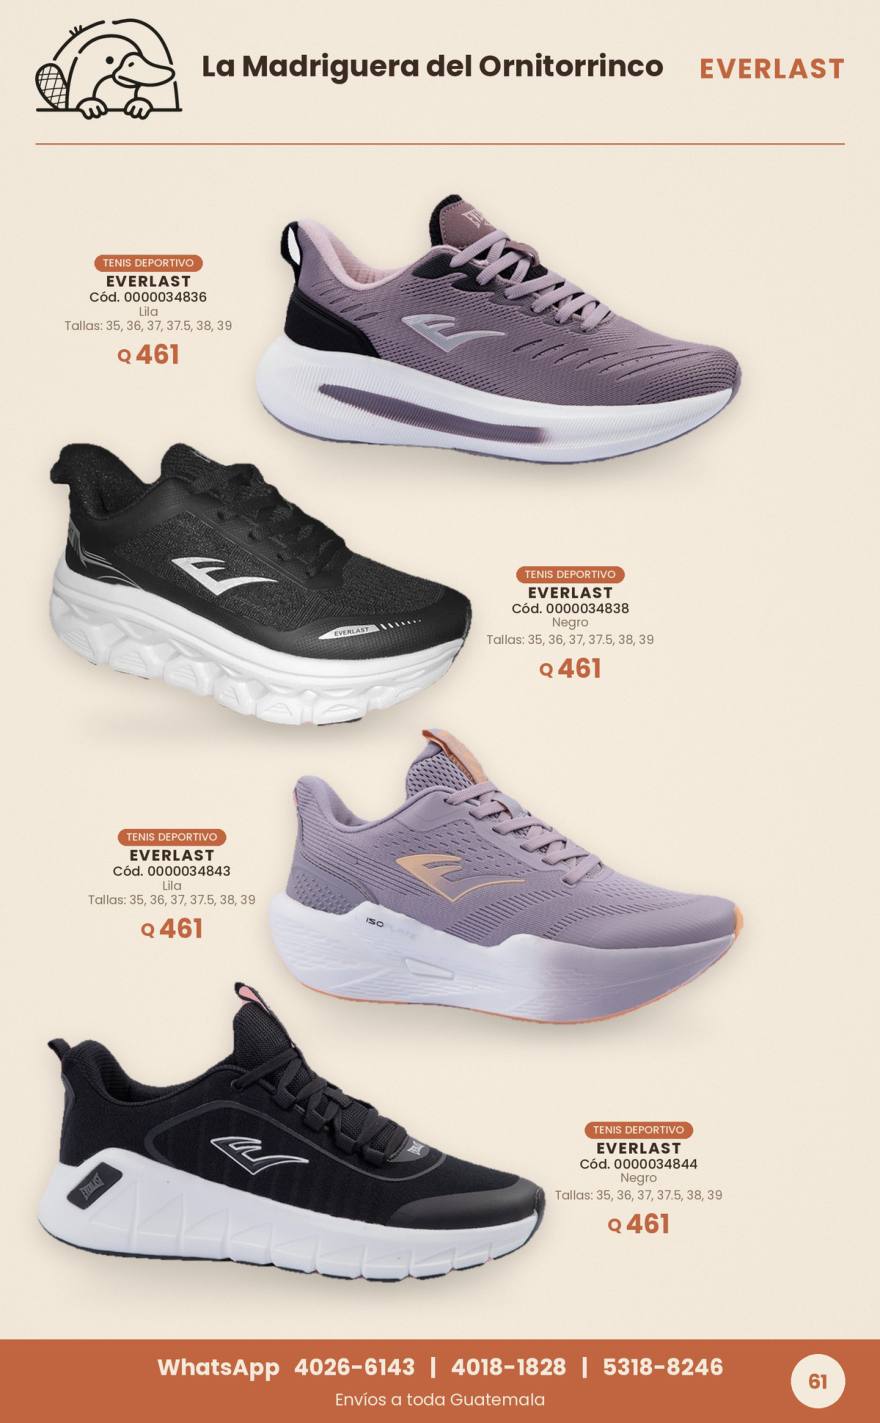 La Madriguera del Ornitorrinco
EVERLAST
TENIS DEPORTIVO
EVERLAST
Cód. 0000034836
Lila
Tallas: 35, 36, 37, 37.5, 38, 39
Q 461
TENIS DEPORTIVO
EVERLAST
Cód. 0000034838
Negro
Tallas: 35, 36, 37, 37.5, 38, 39
Q 461
EVERLAST
TENIS DEPORTIVO
EVERLAST
Cód. 0000034843
Lila
Tallas: 35, 36, 37, 37.5, 38, 39
Q 461
ISO
TENIS DEPORTIVO
EVERLAST
Cód. 0000034844
Negro
Tallas: 35, 36, 37, 37.5, 38, 39
Q 461
EVERLAST
WhatsApp 4026-6143 | 4018-1828 | 5318-8246
Envíos a toda Guatemala
61